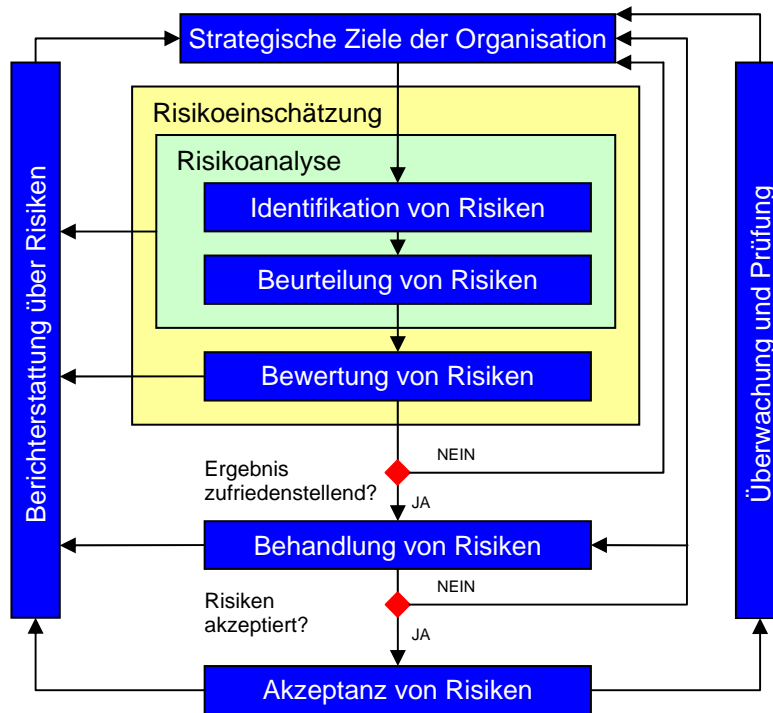 Strategische Ziele der Organisation
Risikoeinschätzung
Risikoanalyse
Identifikation von Risiken
Beurteilung von Risiken
Bewertung von Risiken
Berichterstattung über Risiken
Überwachung und Prüfung
Ergebnis
zufriedenstellend?
NEIN
JA
Behandlung von Risiken
Risiken
akzeptiert?
NEIN
JA
Akzeptanz von Risiken